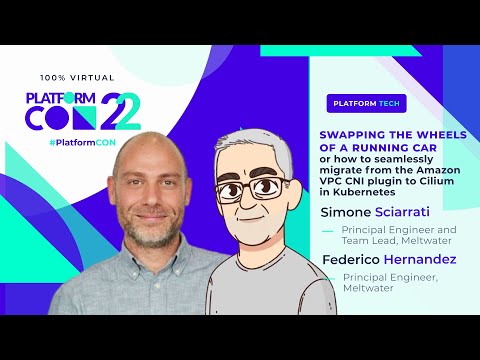 100% VIRTUAL
PLATFORM
CON 22
#PlatformCON
PLATFORM TECH
SWAPPING THE WHEELS
OF A RUNNING CAR
or how to seamlessly
migrate from the Amazon
VPC CNI plugin to Cilium
in Kubernetes
Simone Sciarrati
Principal Engineer and
Team Lead, Meltwater
Federico Hernandez
Principal Engineer,
Meltwater